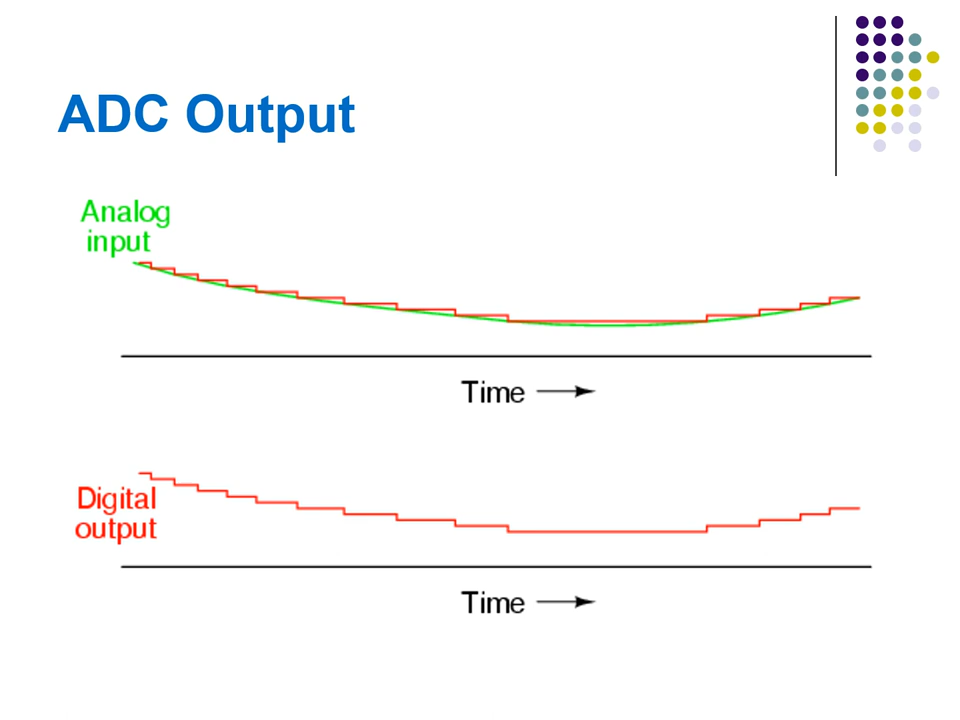 ADC Output
Analog
input
Time
Digital
output
Time